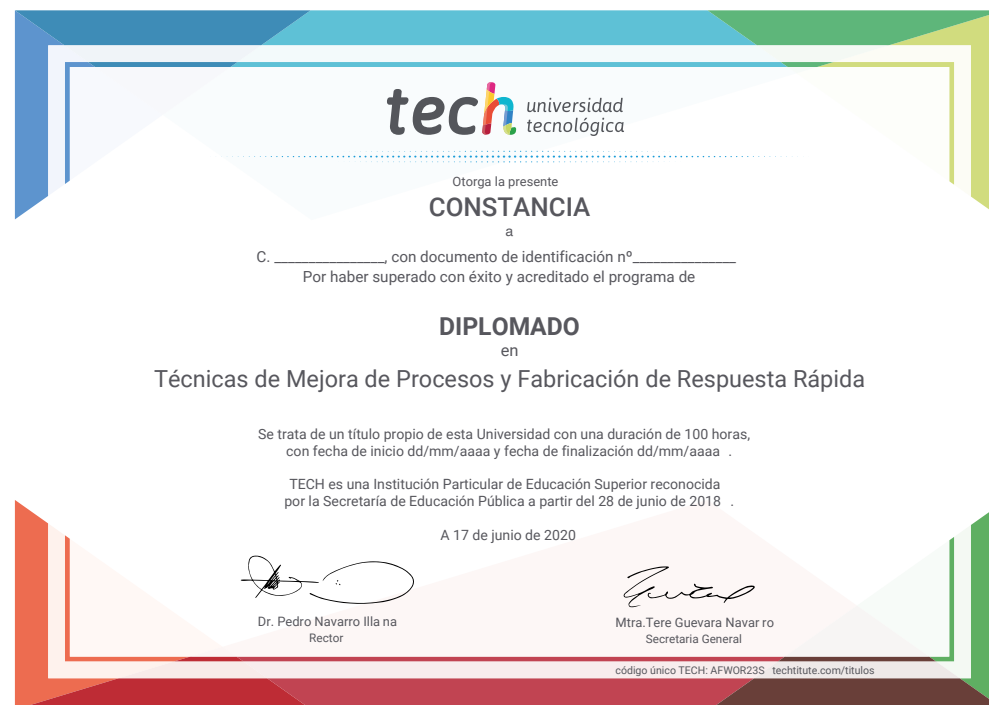 tech universidad
tecnológica
Otorga la presente
CONSTANCIA
a
C. ________________, con documento de identificación nº_______________
Por haber superado con éxito y acreditado el programa de
DIPLOMADO
en
Técnicas de Mejora de Procesos y Fabricación de Respuesta Rápida
Se trata de un título propio de esta Universidad con una duración de 100 horas,
con fecha de inicio dd/mm/aaaa y fecha de finalización dd/mm/aaaa .
TECH es una Institución Particular de Educación Superior reconocida
por la Secretaría de Educación Pública a partir del 28 de junio de 2018 .
A 17 de junio de 2020
Dr. Pedro Navarro Illa na
Rector
Mtra.Tere Guevara Navar ro
Secretaria General
código único TECH: AFWOR23S techtitute.com/titulos